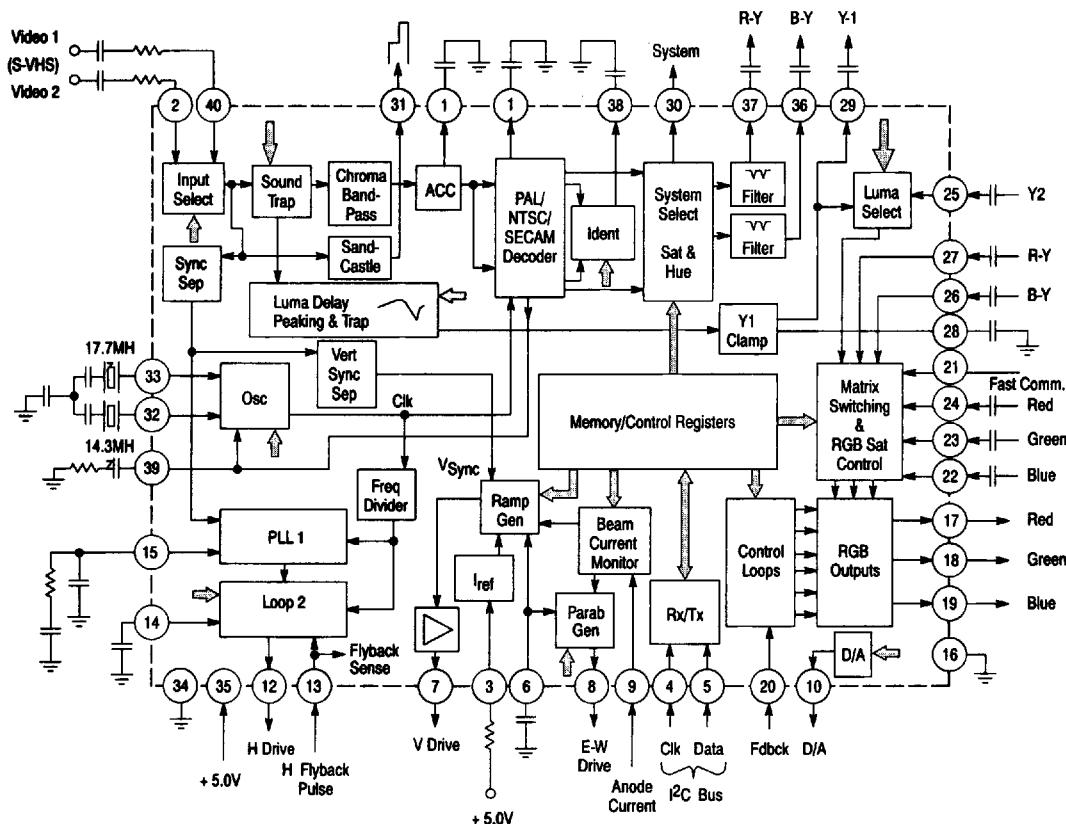 R-Y
B-Y
Y-1
Video 1
(S-VHS)
Video 2
System
2
40
31
1
1
38
30
37
36
29
Input
Select
Sound
Trap
Chroma
Band-
Pass
ACC
PAL/
NTSC/
SECAM
Decoder
Ident
System
Select
Sat
& Hue
Filter
Filter
Luma
Select
25
Y2
Sync
Sep
Sand-
Castle
27
R-Y
26
B-Y
Luma Delay
Peaking & Trap
Y1
Clamp
28
17.7MH
z
33
32
14.3MH
z
39
Osc
Vert
Sync
Sep
Clk
Memory/Control Registers
Matrix
Switching
&
RGB Sat
Control
21
Fast Comm.
24
Red
23
Green
22
Blue
VSync
Freq
Divider
Ramp
Gen
Beam
Current
Monitor
Control
Loops
RGB
Outputs
17
Red
18
Green
19
Blue
15
PLL 1
Iref
14
Loop 2
Parab
Gen
Rx/Tx
D/A
16
Flyback
Sense
34
35
12
13
7
3
6
8
9
4
5
20
10
H Drive
H Flyback
Pulse
+ 5.0V
V Drive
+ 5.0V
E-W
Drive
Anode
Current
Clk
Data
I2C Bus
Fdbck
D/A